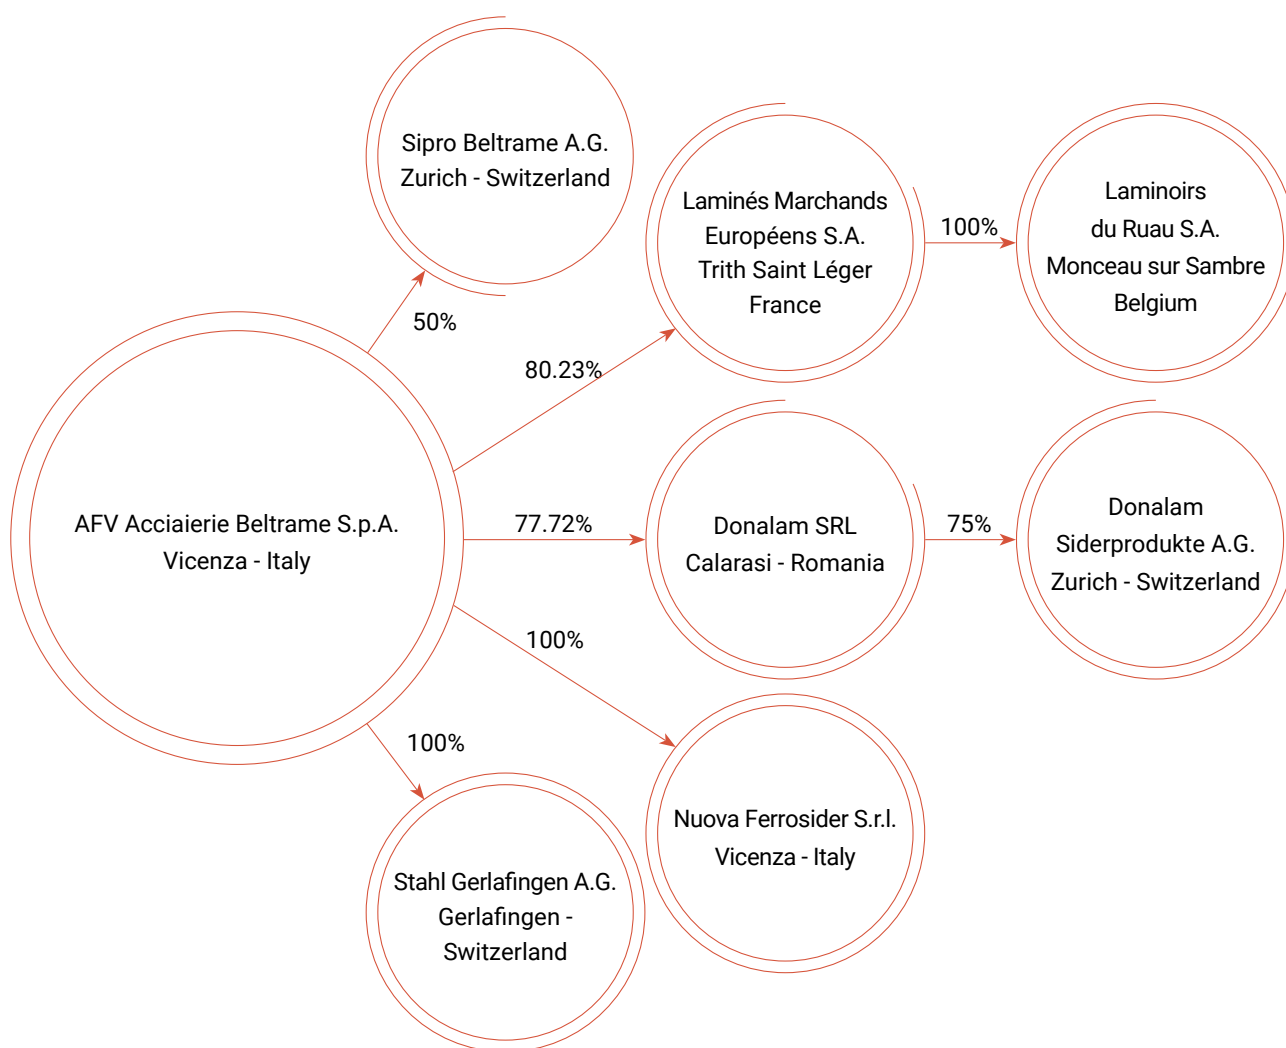 Sipro Beltrame A.G.
Zurich - Switzerland
50%
Laminés Marchands
Européens S.A.
Trith Saint Léger
France
80.23%
100%
Laminoirs
du Ruau S.A.
Monceau sur Sambre
Belgium
AFV Acciaierie Beltrame S.p.A.
Vicenza - Italy
77.72%
Donalam SRL
Calarasi - Romania
75%
Donalam
Siderprodukte A.G.
Zurich - Switzerland
100%
Nuova Ferrosider S.r.l.
Vicenza - Italy
100%
Stahl Gerlafingen A.G.
Gerlafingen -
Switzerland